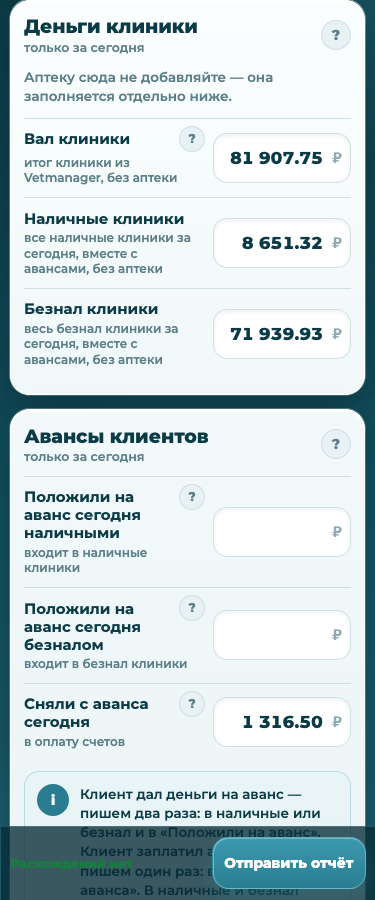 Деньги клиники
только за сегодня
?
Аптеку сюда не добавляйте — она
заполняется отдельно ниже.
Вал клиники
?
итог клиники из
Vetmanager, без аптеки
81 907.75 ₽
Наличные клиники
все наличные клиники за
сегодня, вместе с
авансами, без аптеки
8 651.32 ₽
Безнал клиники
весь безнал клиники за
сегодня, вместе с
авансами, без аптеки
71 939.93 ₽
Авансы клиентов
только за сегодня
?
Положили на
аванс сегодня
наличными
?
входит в наличные
клиники
₽
Положили на
аванс сегодня
безналом
?
входит в безнал клиники
₽
Сняли с аванса
сегодня
?
в оплату счетов
1 316.50 ₽
i
Клиент дал деньги на аванс —
пишем два раза: в наличные или
безнал и в «Положили на аванс».
Клиент заплатил
пишем один раз: в
аванса». В наличные и безнал
Расхождений нет
Отправить отчёт